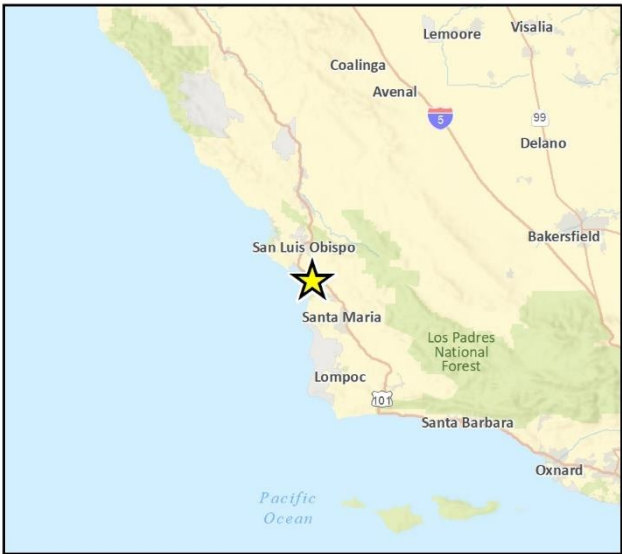 Lemoore
Visalia
Coalinga
Avenal
5
99
Delano
Bakersfield
San Luis Obispo
Santa Maria
Los Padres
National
Forest
Lompoc
101
Santa Barbara
Oxnard
Pacific
Ocean